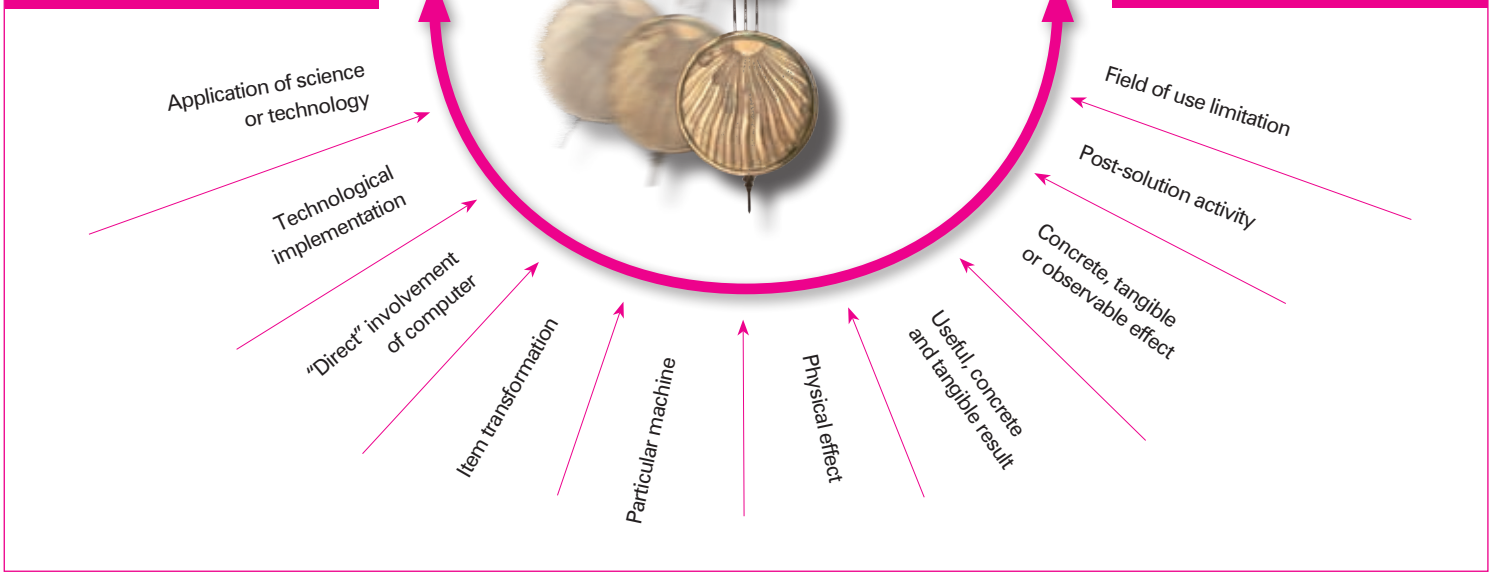 Application of science
or technology
Technological
implementation
“Direct” involvement
of computer
Item transformation
Particular machine
Physical effect
Useful, concrete
and tangible result
Concrete, tangible
or observable effect
Post-solution activity
Field of use limitation